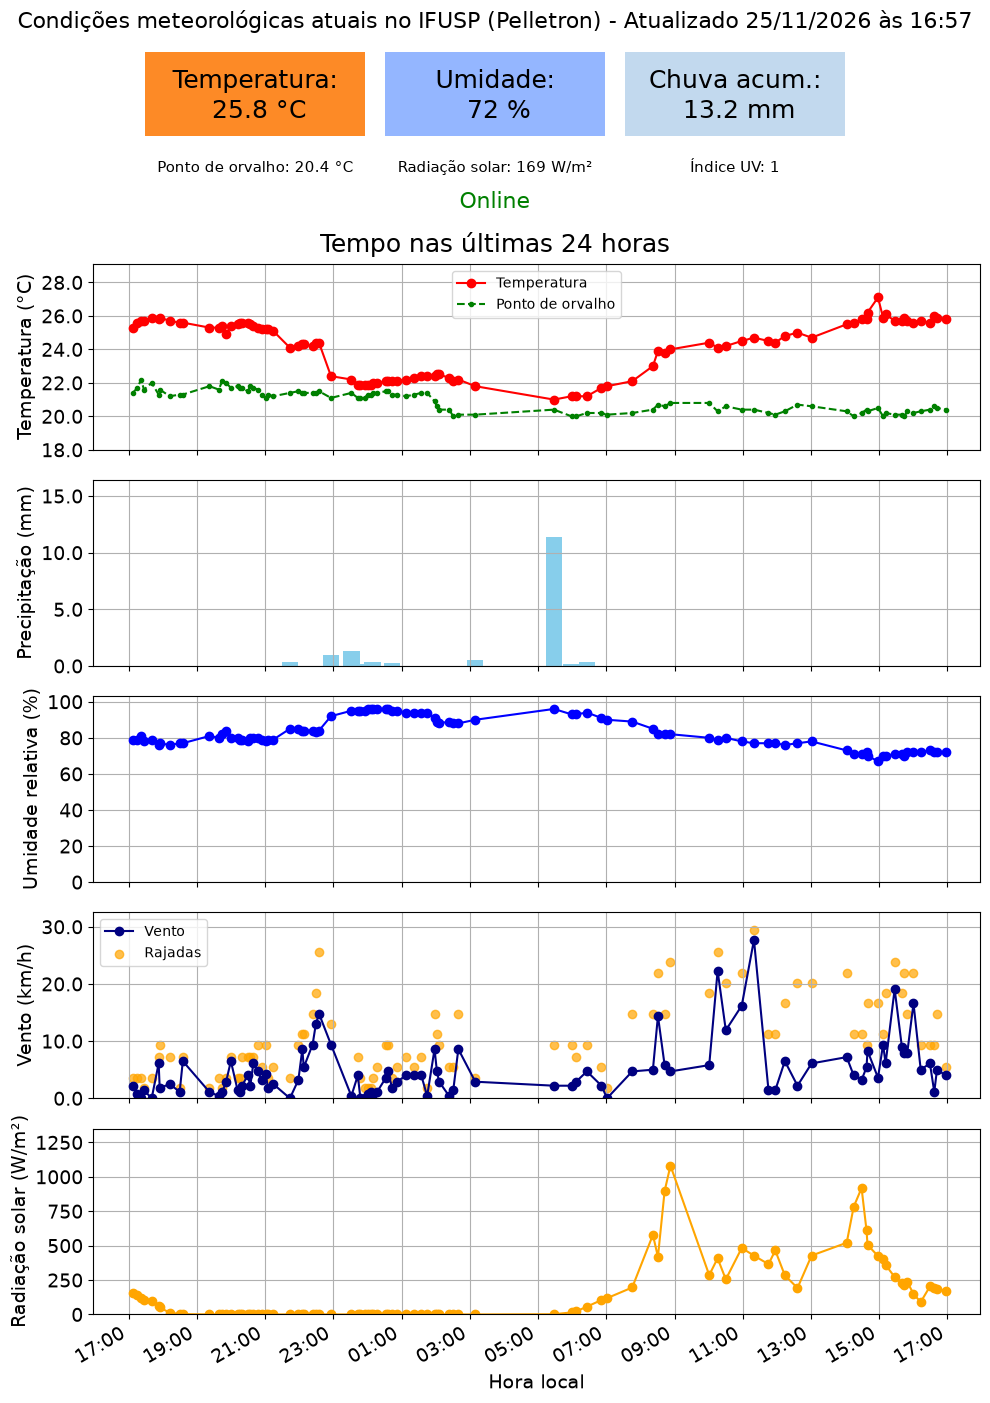 Condições meteorológicas atuais no IFUSP (Pelletron) - Atualizado 25/11/2026 às 16:57
Temperatura:
25.8 °C
Umidade:
72 %
Chuva acum.:
13.2 mm
Ponto de orvalho: 20.4 °C
Radiação solar: 169 W/m²
Índice UV: 1
Online
Tempo nas últimas 24 horas
Temperatura (°C)
28.0
26.0
24.0
22.0
20.0
18.0
Temperatura
Ponto de orvalho
Precipitação (mm)
15.0
10.0
5.0
0.0
Umidade relativa (%)
100
80
60
40
20
0
Vento (km/h)
30.0
20.0
10.0
0.0
Vento
Rajadas
Radiação solar (W/m²)
1250
1000
750
500
250
0
17:00
19:00
21:00
23:00
01:00
03:00
05:00
07:00
09:00
11:00
13:00
15:00
17:00
Hora local